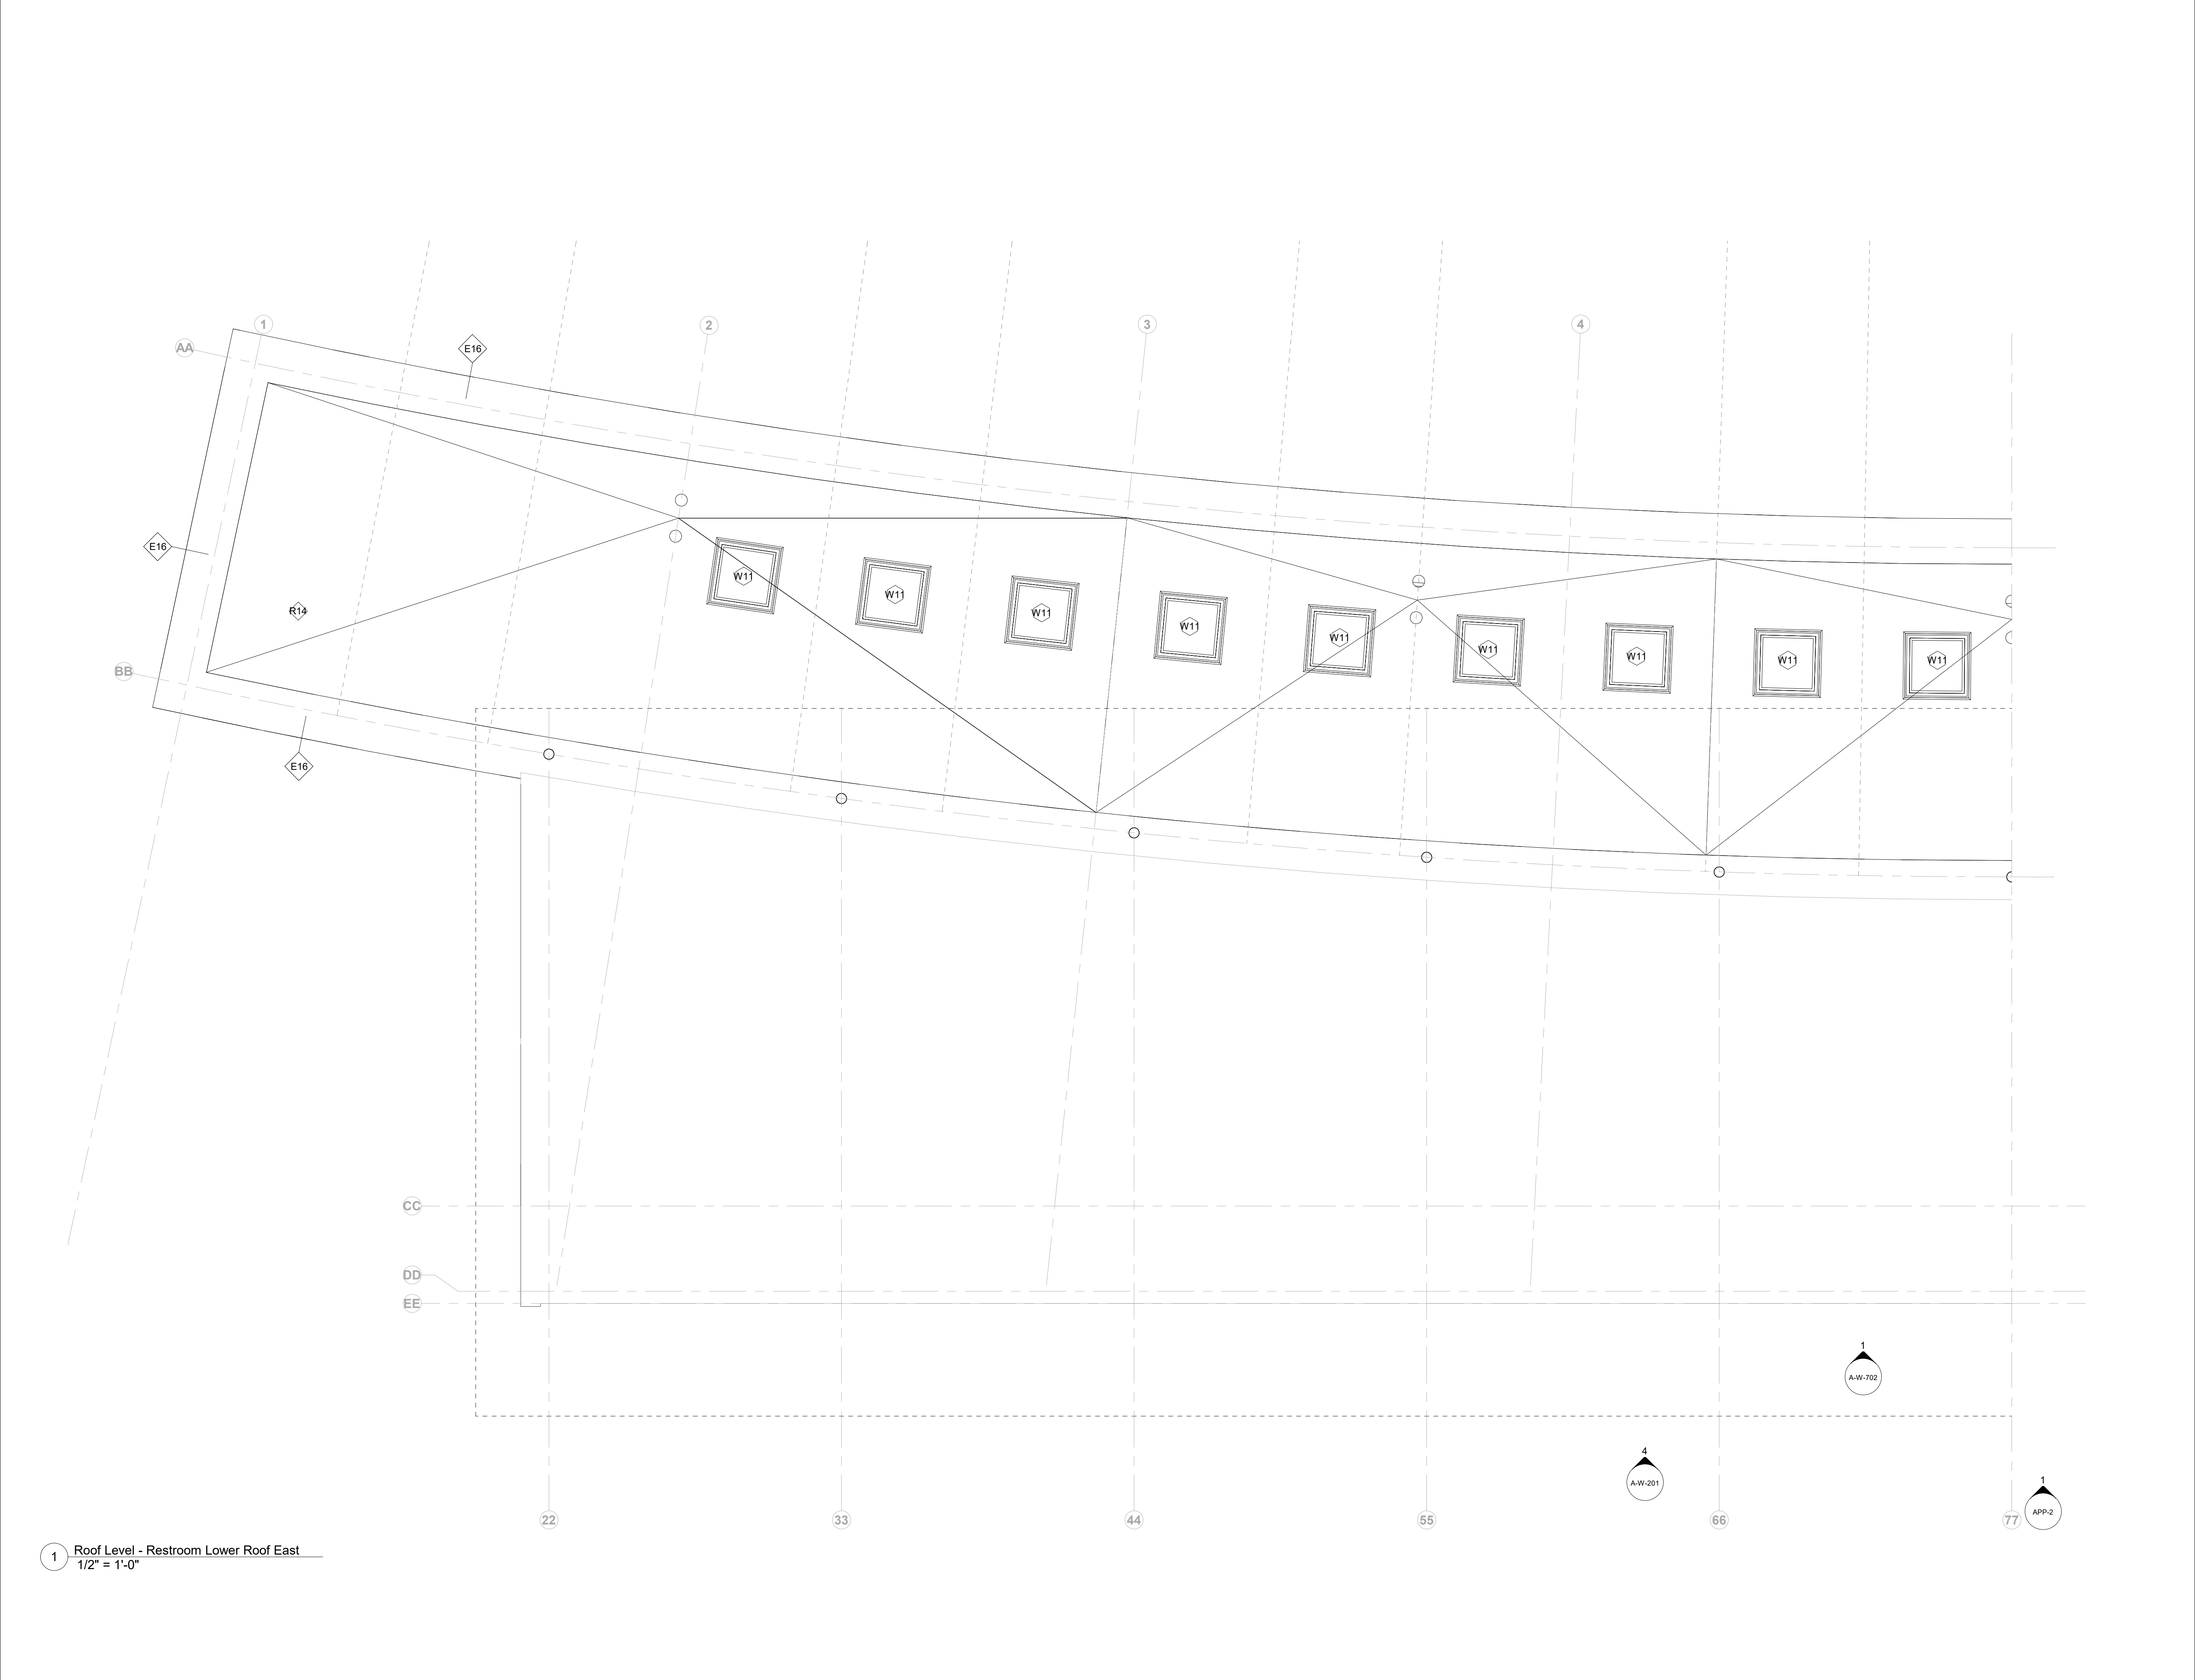 1
2
3
4
AA
E16
E16
R14
W11
W11
W11
W11
W11
W11
W11
W11
W11
BB
E16
CC
DD
EE
1
A-W-702
4
A-W-201
1
APP-2
22
33
44
55
66
77
1
Roof Level - Restroom Lower Roof East
1/2" = 1'-0"